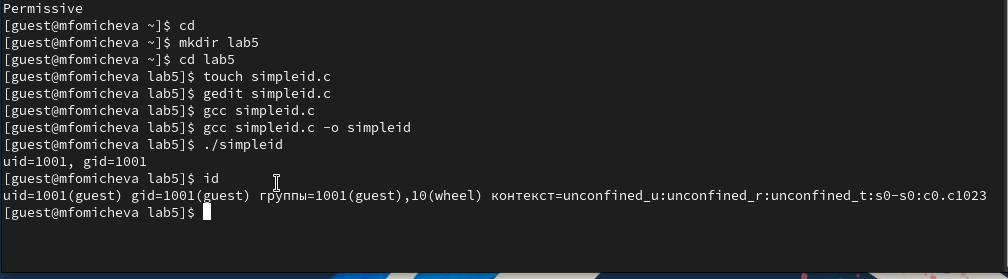 Permissive
[guest@mfomicheva ~]$ cd
[guest@mfomicheva ~]$ mkdir lab5
[guest@mfomicheva ~]$ cd lab5
[guest@mfomicheva lab5]$ touch simpleid.c
[guest@mfomicheva lab5]$ gedit simpleid.c
[guest@mfomicheva lab5]$ gcc simpleid.c
[guest@mfomicheva lab5]$ gcc simpleid.c -o simpleid
[guest@mfomicheva lab5]$ ./simpleid
uid=1001, gid=1001
[guest@mfomicheva lab5]$ id
uid=1001(guest) gid=1001(guest) группы=1001(guest),10(wheel) контекст=unconfined_u:unconfined_r:unconfined_t:s0-s0:c0.c1023
[guest@mfomicheva lab5]$